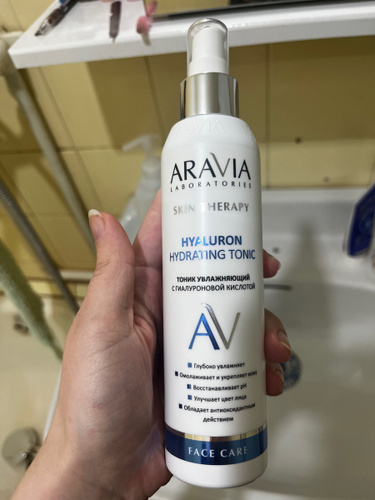 ARAVIA
LABORATORIES
SKIN THERAPY
HYALURON
HYDRATING TONIC
ТОНИК УВЛАЖНЯЮЩИЙ
С ГИАЛУРОНОВОЙ КИСЛОТОЙ
AV
Глубоко увлажняет
Омолаживает и укрепляет кожу
Восстанавливает pH
Улучшает цвет лица
Обладает антиоксидантным
действием
FACE CARE